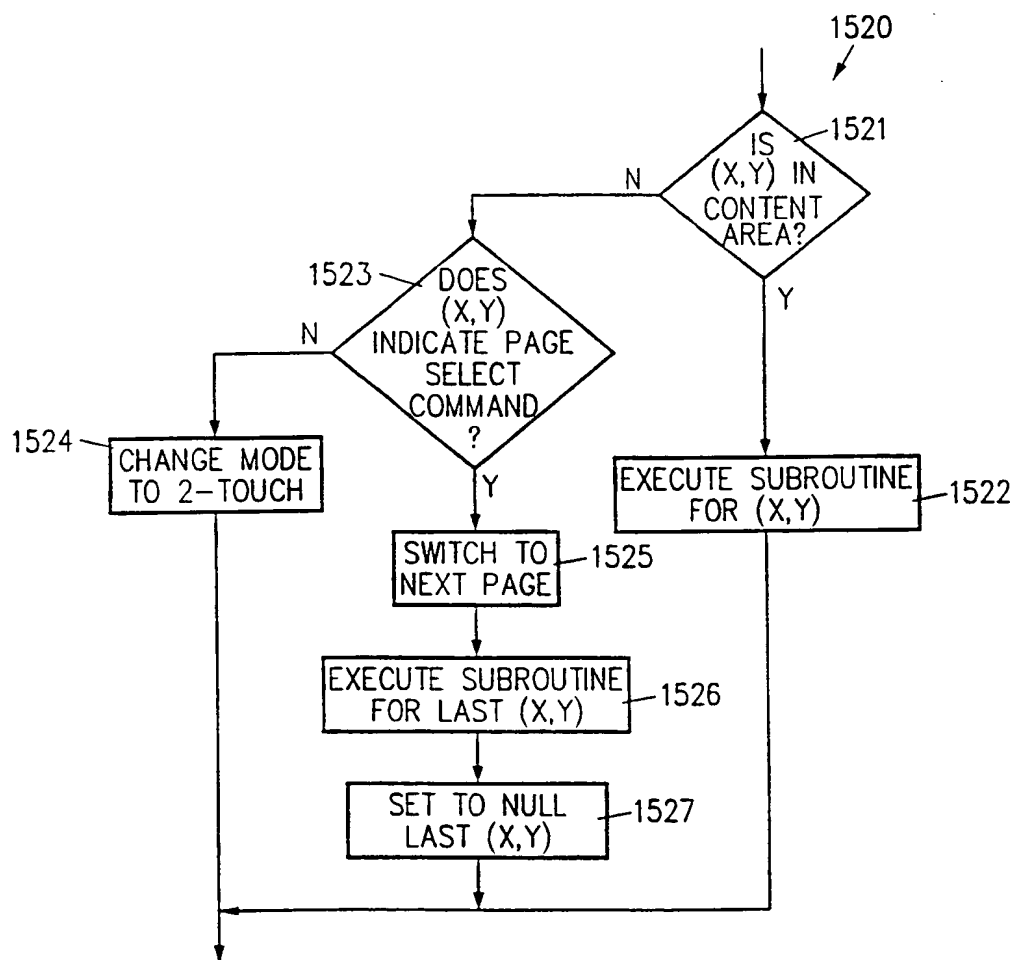 1520
1521
IS
(X,Y) IN
CONTENT
AREA?
N
Y
1523
DOES
(X,Y)
INDICATE PAGE
SELECT
COMMAND
?
N
Y
1524
CHANGE MODE
TO 2-TOUCH
EXECUTE SUBROUTINE
FOR (X,Y)
1522
SWITCH TO
NEXT PAGE
1525
EXECUTE SUBROUTINE
FOR LAST (X,Y)
1526
SET TO NULL
LAST (X,Y)
1527